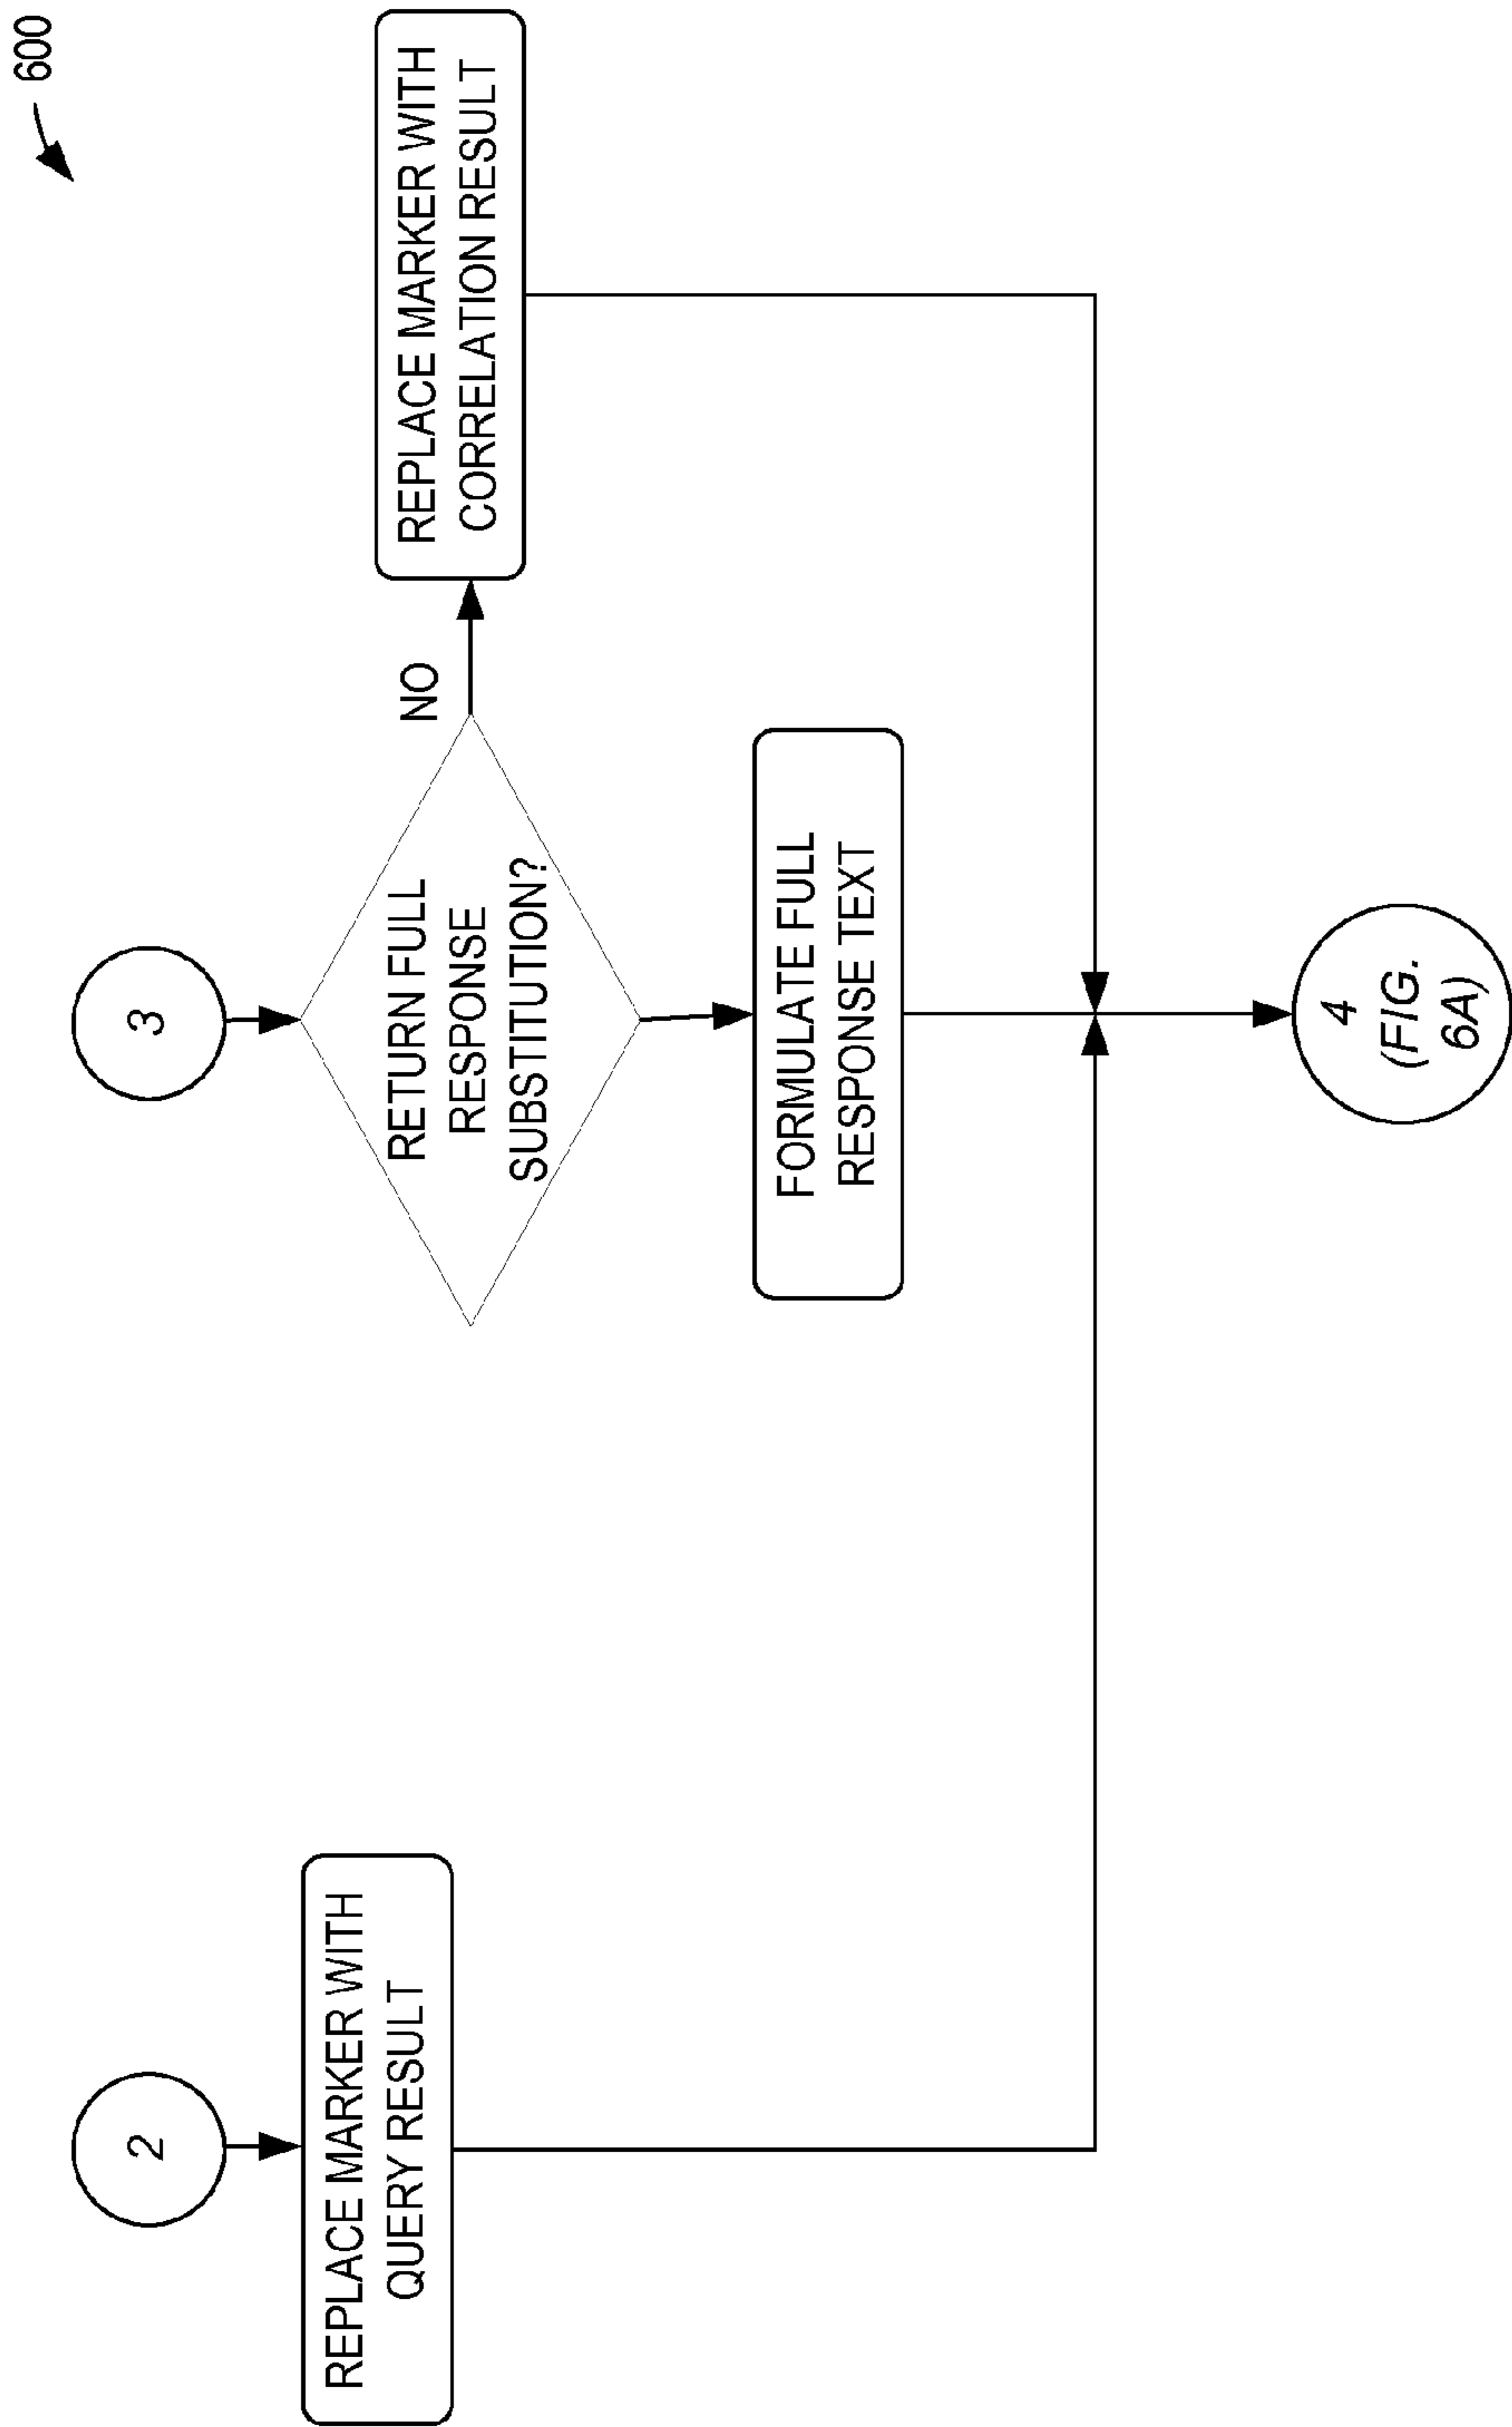 600
3
RETURN FULL
RESPONSE
SUBSTITUTION?
NO
REPLACE MARKER WITH
CORRELATION RESULT
FORMULATE FULL
RESPONSE TEXT
2
REPLACE MARKER WITH
QUERY RESULT
4
(FIG.
6A)